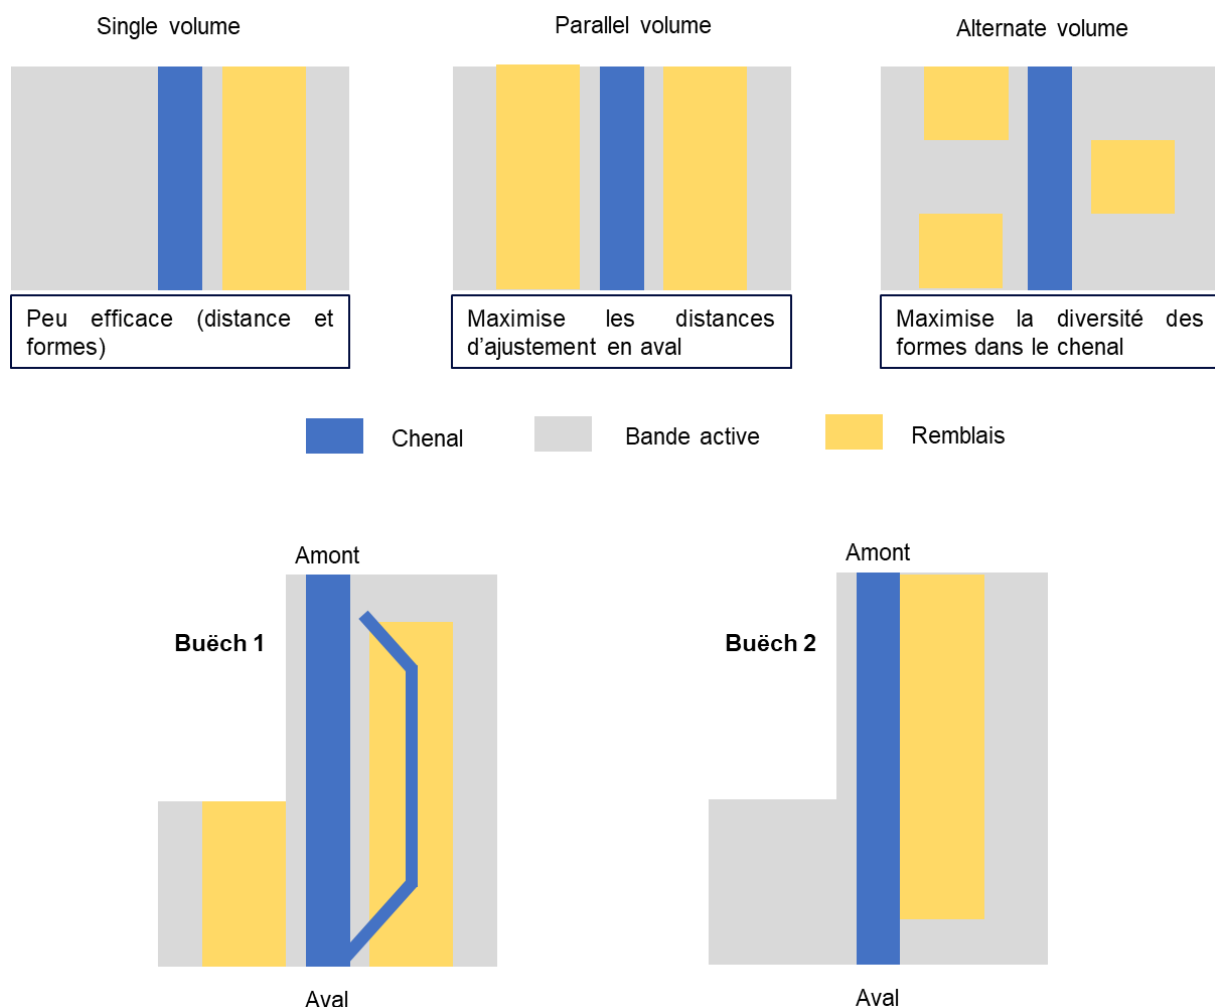 Single volume
Parallel volume
Alternate volume
Peu efficace (distance et
formes)
Maximise les distances
d'ajustement en aval
Maximise la diversité des
formes dans le chenal
Chenal
Bande active
Remblais
Amont
Buëch 1
Aval
Amont
Buëch 2
Aval